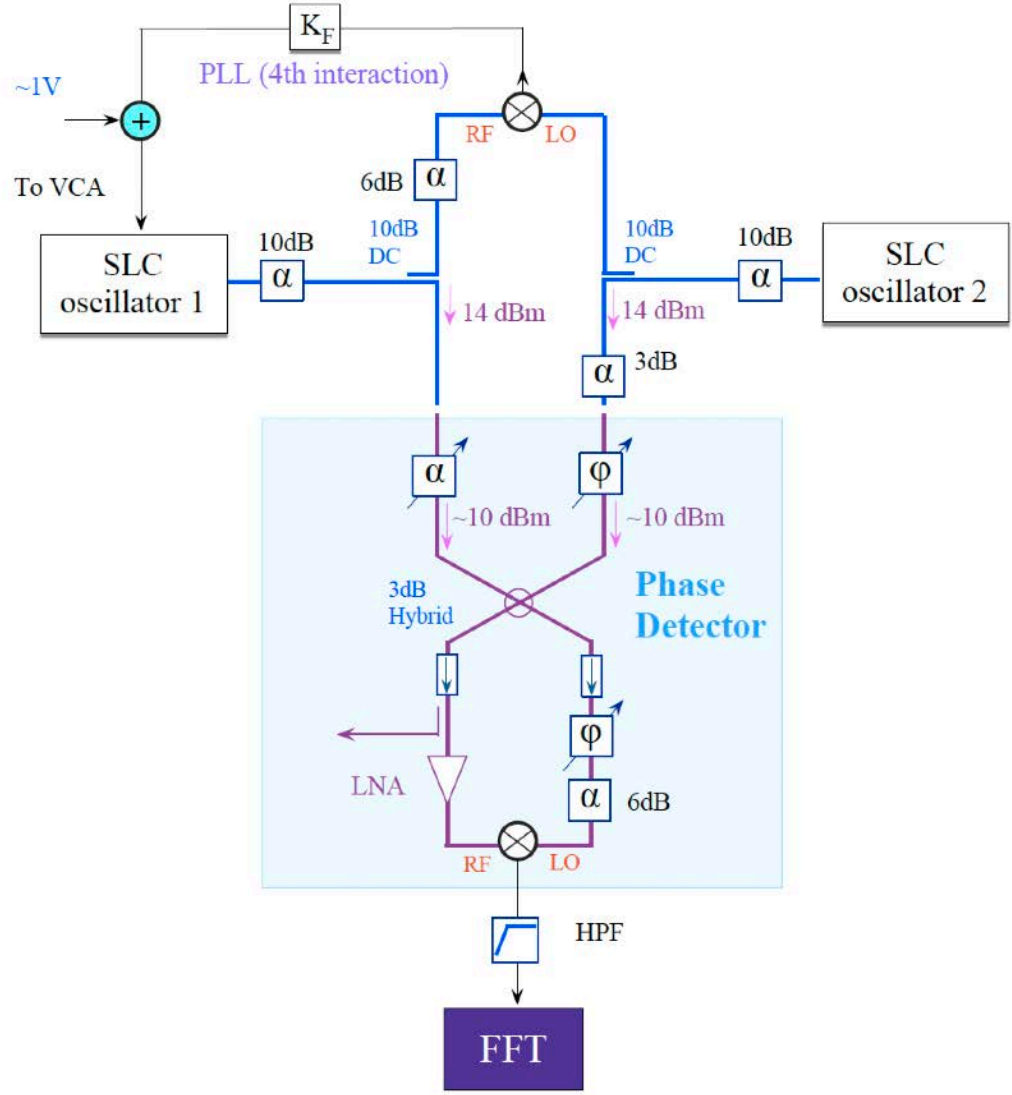 K_F
PLL (4th interaction)
~1V
+
RF
LO
To VCA
6dB
α
10dB
DC
10dB
DC
10dB
α
10dB
α
SLC
oscillator 1
SLC
oscillator 2
14 dBm
14 dBm
α
3dB
α
φ
~10 dBm
~10 dBm
3dB
Hybrid
Phase
Detector
φ
LNA
α
6dB
RF
LO
HPF
FFT